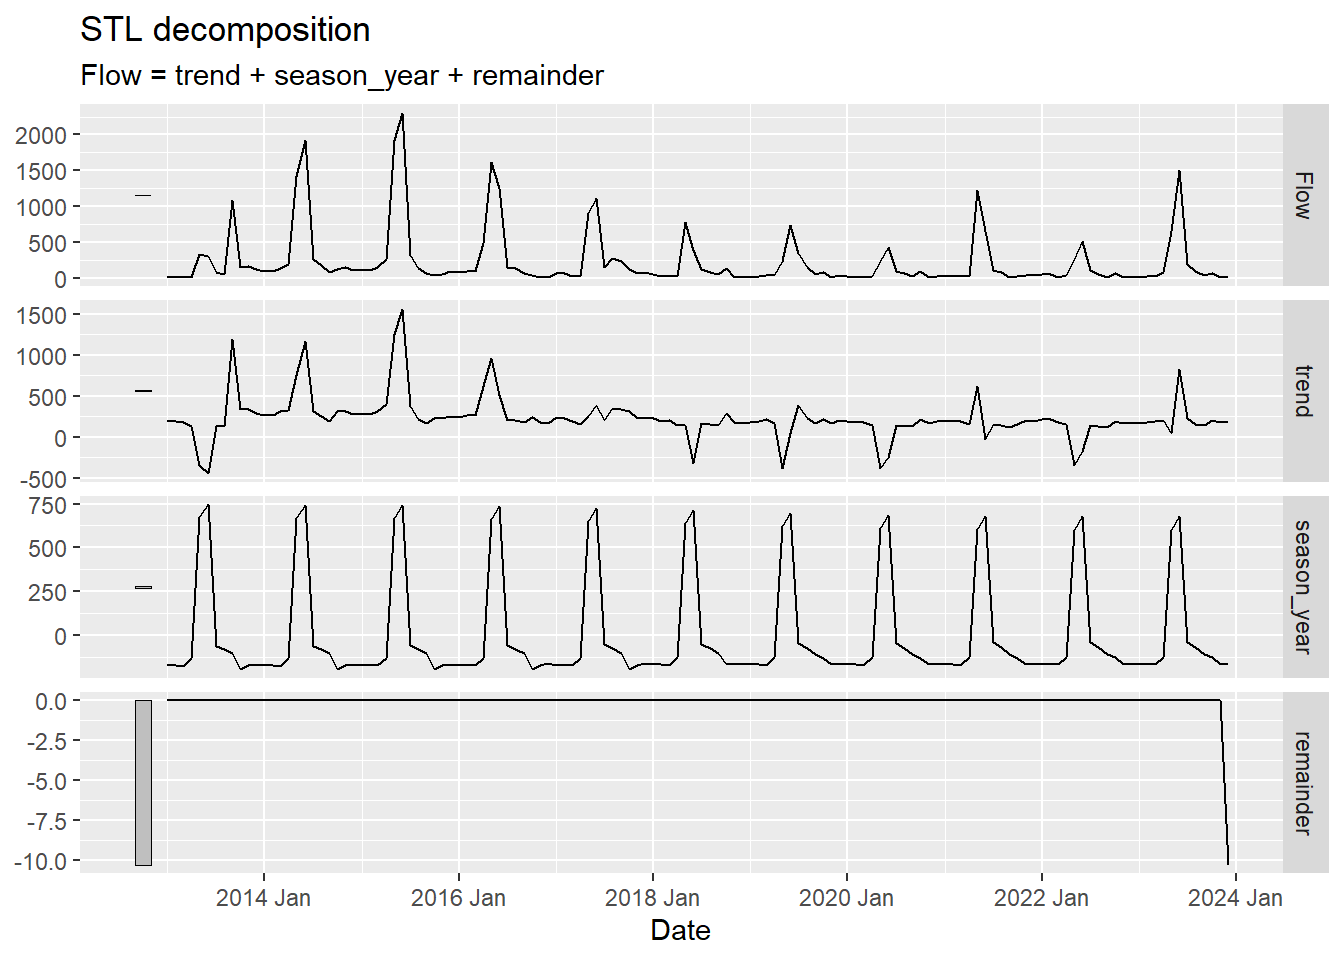 STL decomposition
Flow = trend + season_year + remainder
2000
1500
1000
500
0
Flow
1500
1000
500
0
-500
trend
750
500
250
0
season_year
0.0
-2.5
-5.0
-7.5
-10.0
remainder
2014 Jan
2016 Jan
2018 Jan
2020 Jan
2022 Jan
2024 Jan
Date